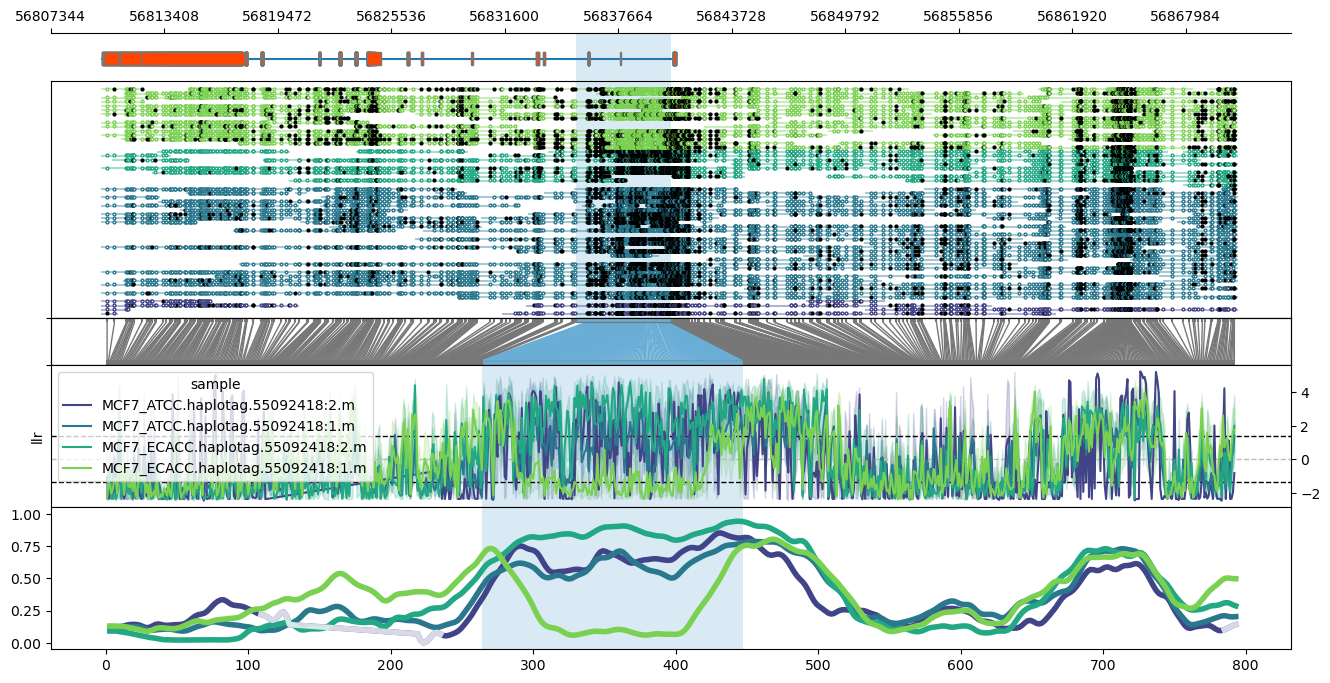 56807344 56813408 56819472 56825536 56831600 56837664 56843728 56849792 56855856 56861920 56867984
sample
MCF7_ATCC.haplotag.55092418:2.m
MCF7_ATCC.haplotag.55092418:1.m
MCF7_ECACC.haplotag.55092418:2.m
MCF7_ECACC.haplotag.55092418:1.m
llr
4
2
0
−2
1.00
0.75
0.50
0.25
0.00
0 100 200 300 400 500 600 700 800